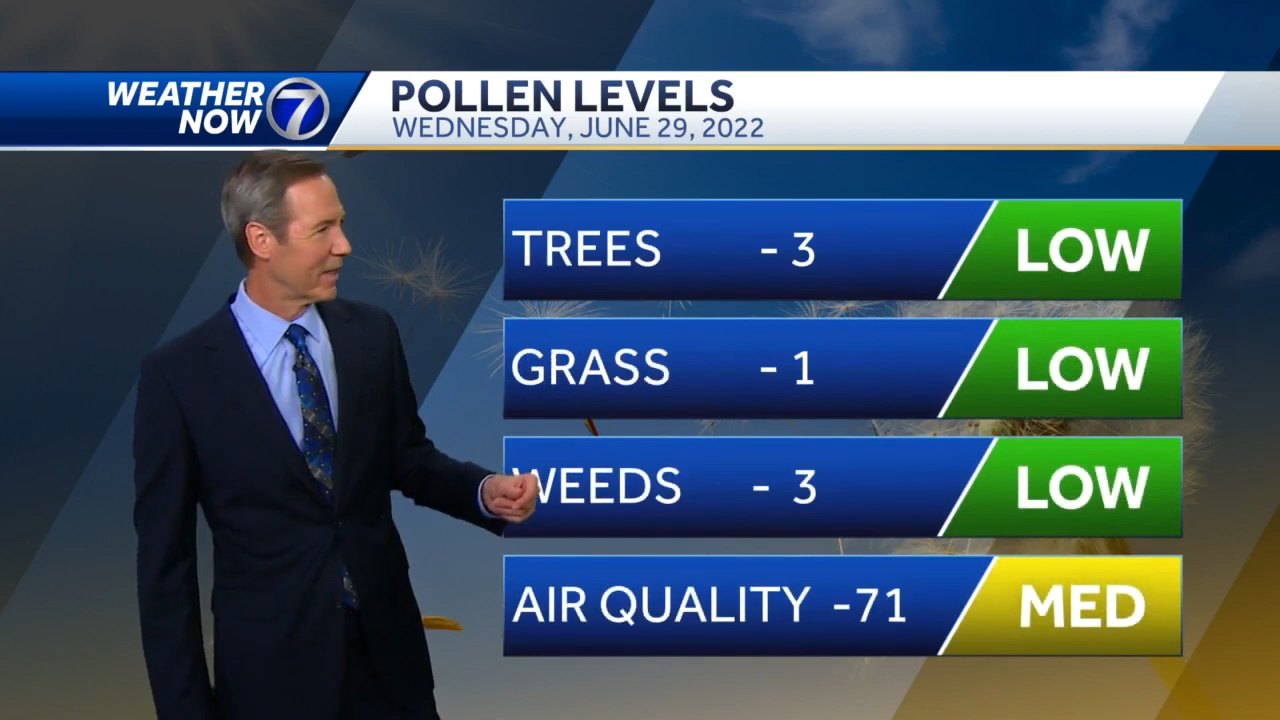 WEATHER
NOW 7
POLLEN LEVELS
WEDNESDAY, JUNE 29, 2022
TREES - 3 LOW
GRASS - 1 LOW
WEEDS - 3 LOW
AIR QUALITY -71 MED